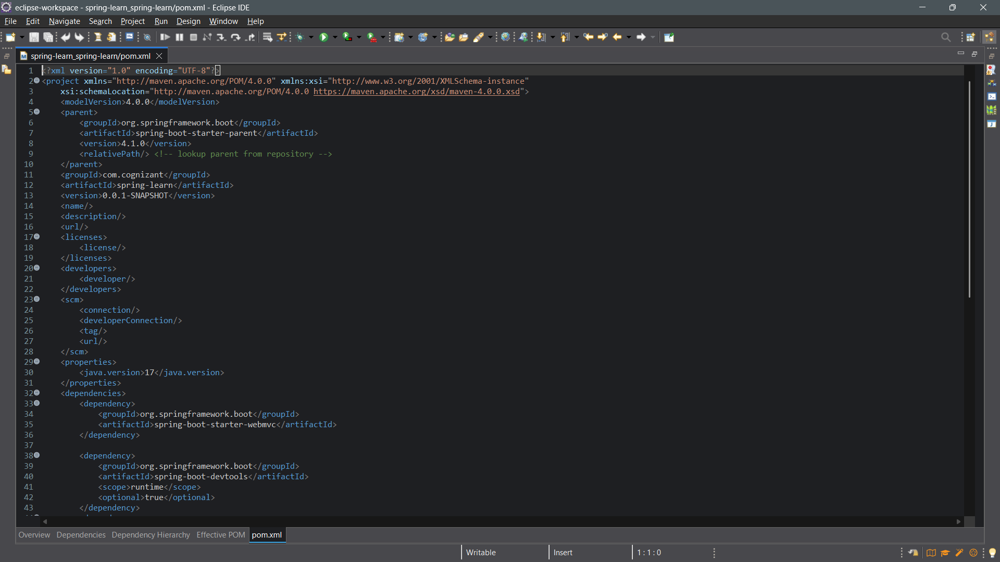 eclipse-workspace - spring-learn_spring-learn/pom.xml - Eclipse IDE
File Edit Navigate Search Project Run Design Window Help
spring-learn_spring-learn/pom.xml
1 <?xml version="1.0" encoding="UTF-8"?>
2 <project xmlns="http://maven.apache.org/POM/4.0.0" xmlns:xsi="http://www.w3.org/2001/XMLSchema-instance"
3 xsi:schemaLocation="http://maven.apache.org/POM/4.0.0 https://maven.apache.org/xsd/maven-4.0.0.xsd">
4 <modelVersion>4.0.0</modelVersion>
5 <parent>
6 <groupId>org.springframework.boot</groupId>
7 <artifactId>spring-boot-starter-parent</artifactId>
8 <version>4.1.0</version>
9 <relativePath/> <!-- lookup parent from repository -->
10 </parent>
11 <groupId>com.cognizant</groupId>
12 <artifactId>spring-learn</artifactId>
13 <version>0.0.1-SNAPSHOT</version>
14 <name/>
15 <description/>
16 <url/>
17 <licenses>
18 <license/>
19 </licenses>
20 <developers>
21 <developer/>
22 </developers>
23 <scm>
24 <connection/>
25 <developerConnection/>
26 <tag/>
27 <url/>
28 </scm>
29 <properties>
30 <java.version>17</java.version>
31 </properties>
32 <dependencies>
33 <dependency>
34 <groupId>org.springframework.boot</groupId>
35 <artifactId>spring-boot-starter-webmvc</artifactId>
36 </dependency>
37
38 <dependency>
39 <groupId>org.springframework.boot</groupId>
40 <artifactId>spring-boot-devtools</artifactId>
41 <scope>runtime</scope>
42 <optional>true</optional>
43 </dependency>
Overview Dependencies Dependency Hierarchy Effective POM pom.xml
Writable Insert 1 : 1 : 0